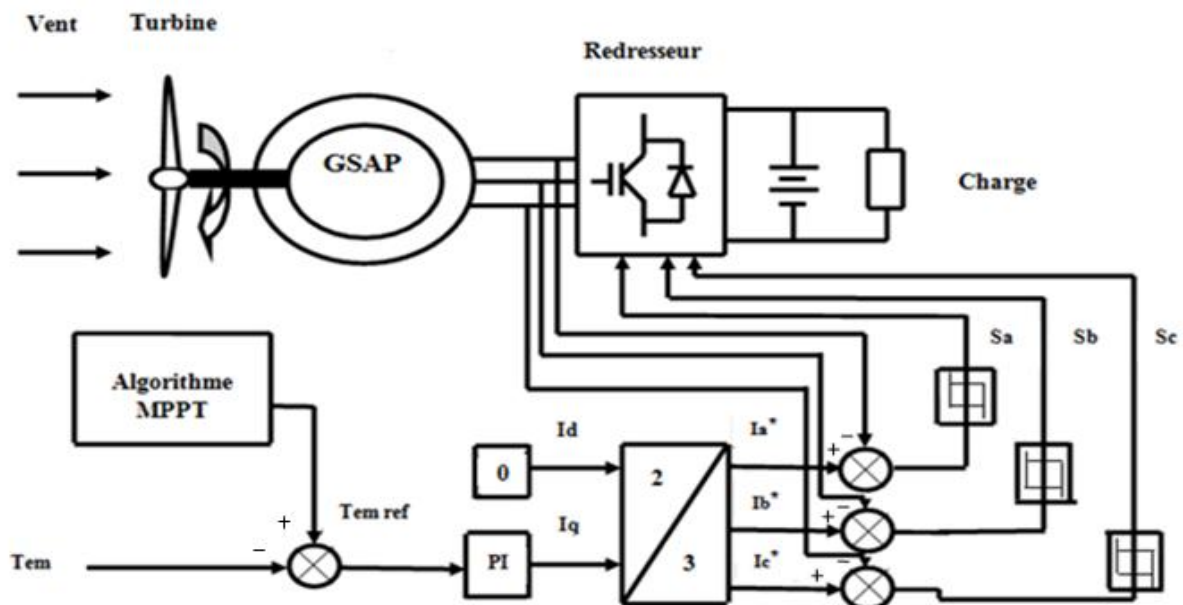 Vent
Turbine
Redresseur
GSAP
Charge
Sa
Sb
Sc
Algorithme
MPPT
Id
Ia*
0
2
+
−
Tem ref
Iq
Ib*
+
−
+
−
Tem
PI
3
Ic*
+
−